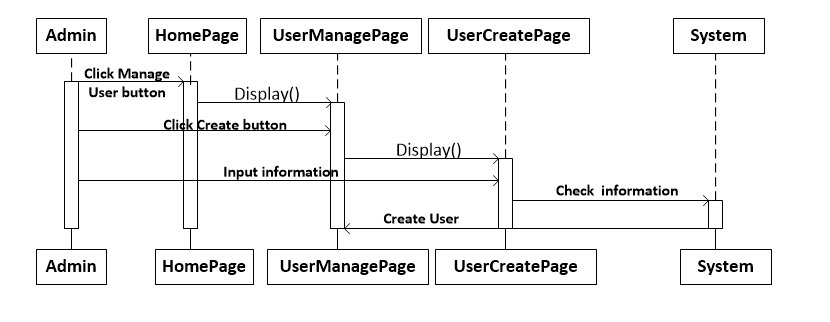 Admin
HomePage
UserManagePage
UserCreatePage
System
Click Manage
User button
Display()
Click Create button
Display()
Input information
Check information
Create User
Admin
HomePage
UserManagePage
UserCreatePage
System